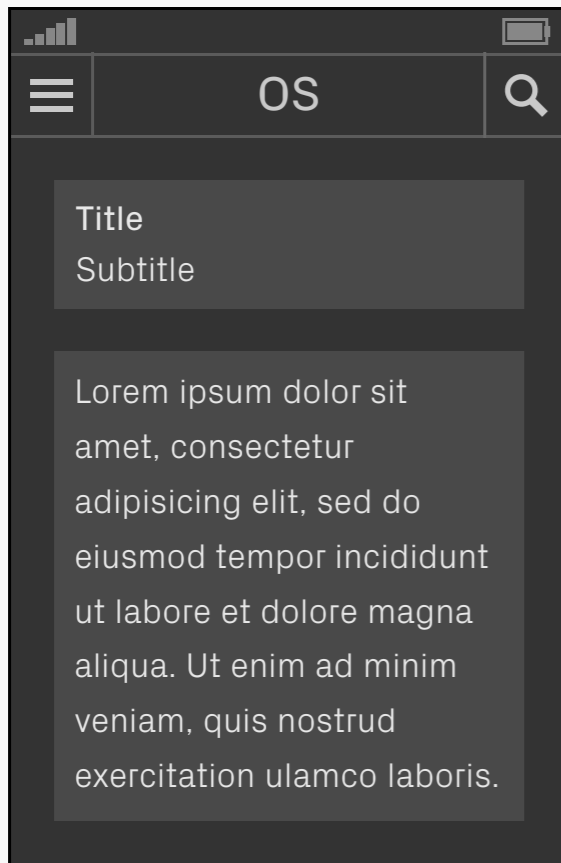 OS
Title
Subtitle
Lorem ipsum dolor sit
amet, consectetur
adipisicing elit, sed do
eiusmod tempor incididunt
ut labore et dolore magna
aliqua. Ut enim ad minim
veniam, quis nostrud
exercitation ulamco laboris.